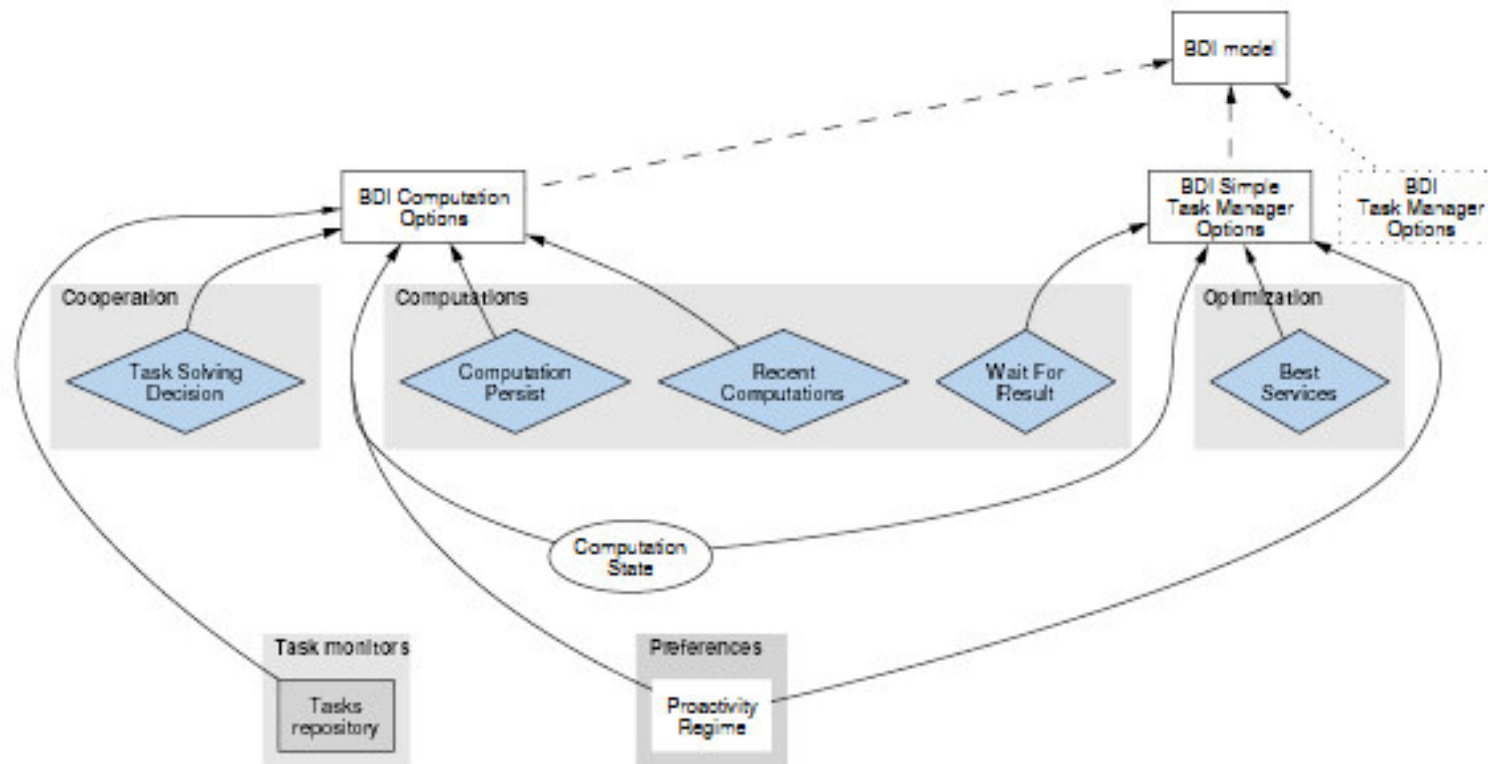 BDI model
BDI Computation
Options
BDI Simple
Task Manager
Options
BDI
Task Manager
Options
Cooperation
Computations
Optimization
Task Solving
Decision
Computation
Persist
Recent
Computations
Wait For
Result
Best
Services
Computation
State
Task monitors
Preferences
Tasks
repository
Proactivity
Regime